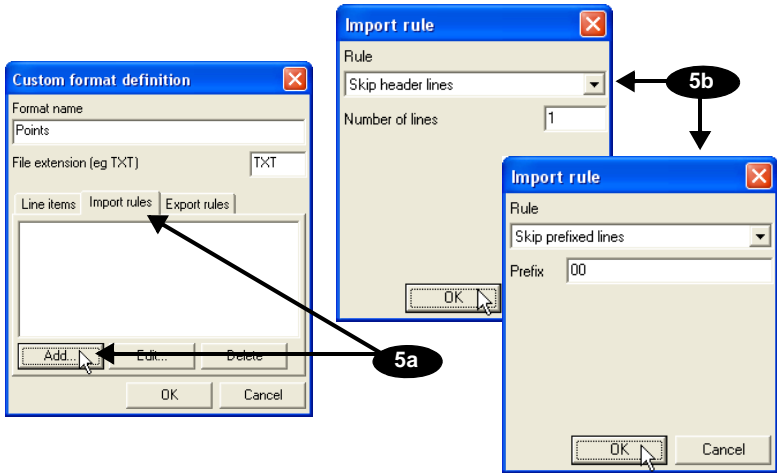 Custom format definition
Format name
Points
File extension (eg TXT)
TXT
Line items Import rules Export rules
Add... Edit... Delete
OK Cancel
5a
Import rule
Rule
Skip header lines
Number of lines
1
OK
5b
Import rule
Rule
Skip prefixed lines
Prefix
00
OK Cancel